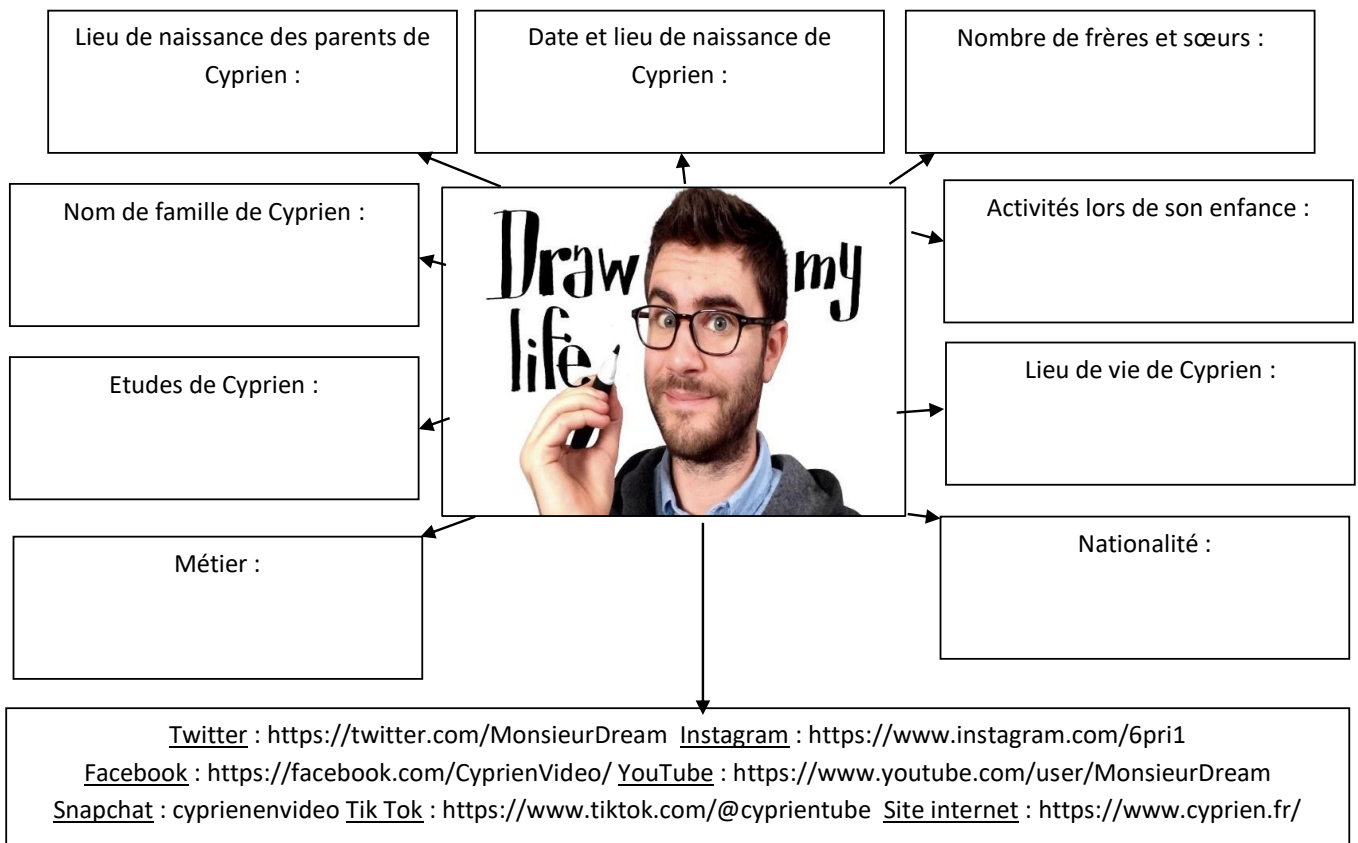 Lieu de naissance des parents de
Cyprien :
Date et lieu de naissance de
Cyprien :
Nombre de frères et sœurs :
Nom de famille de Cyprien :
Activités lors de son enfance :
Draw my
life
Etudes de Cyprien :
Lieu de vie de Cyprien :
Métier :
Nationalité :
Twitter : https://twitter.com/MonsieurDream Instagram : https://www.instagram.com/6pri1
Facebook : https://facebook.com/CyprienVideo/ YouTube : https://www.youtube.com/user/MonsieurDream
Snapchat : cyprienenvideo Tik Tok : https://www.tiktok.com/@cyprientube Site internet : https://www.cyprien.fr/